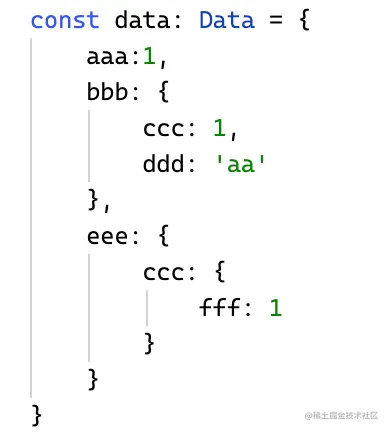 const data: Data = {
    aaa:1,
    bbb: {
        ccc: 1,
        ddd: 'aa'
    },
    eee: {
        ccc: {
            fff: 1
        }
    }
}
@稀土掘金技术社区